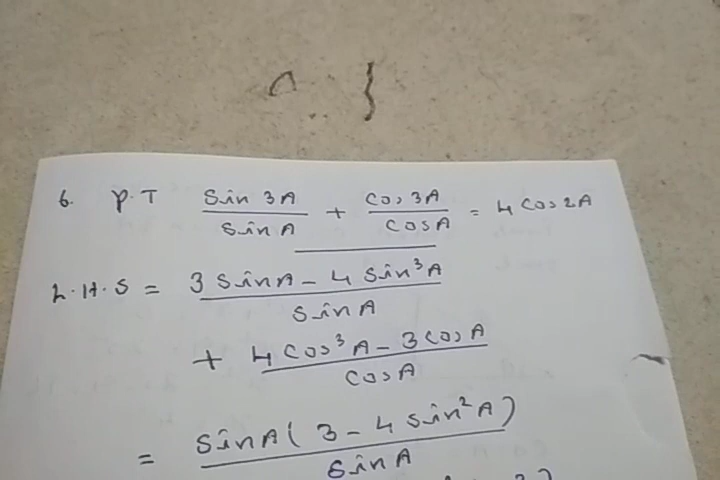 6. P.T Sin 3A / Sin A + Cos 3A / Cos A = 4 Cos 2A
L.H.S = 3 Sin A - 4 Sin³A / Sin A
+ 4 Cos³A - 3 Cos A / Cos A
= Sin A ( 3 - 4 Sin²A ) / Sin A